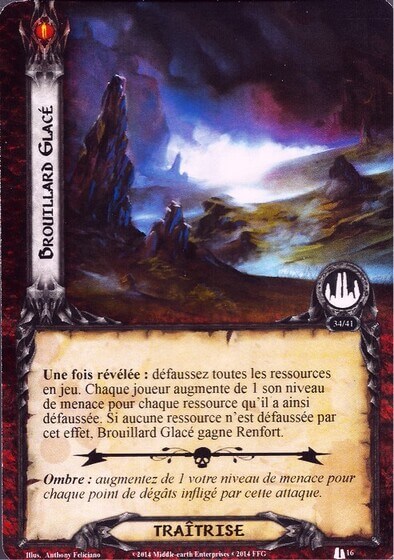 Brouillard Glacé
34/41
Une fois révélée : défaussez toutes les ressources
en jeu. Chaque joueur augmente de 1 son niveau
de menace pour chaque ressource qu'il a ainsi
défaussée. Si aucune ressource n'est défaussée par
cet effet, Brouillard Glacé gagne Renfort.
Ombre : augmentez de 1 votre niveau de menace pour
chaque point de dégâts infligé par cette attaque.
TRAÎTRISE
Illus. Anthony Feliciano ©2014 Middle-earth Enterprises ©2014 FFG 16